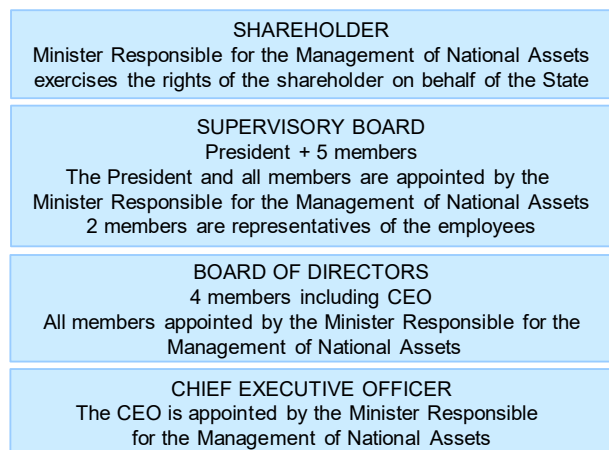 SHAREHOLDER
Minister Responsible for the Management of National Assets
exercises the rights of the shareholder on behalf of the State
SUPERVISORY BOARD
President + 5 members
The President and all members are appointed by the
Minister Responsible for the Management of National Assets
2 members are representatives of the employees
BOARD OF DIRECTORS
4 members including CEO
All members appointed by the Minister Responsible for the
Management of National Assets
CHIEF EXECUTIVE OFFICER
The CEO is appointed by the Minister Responsible
for the Management of National Assets